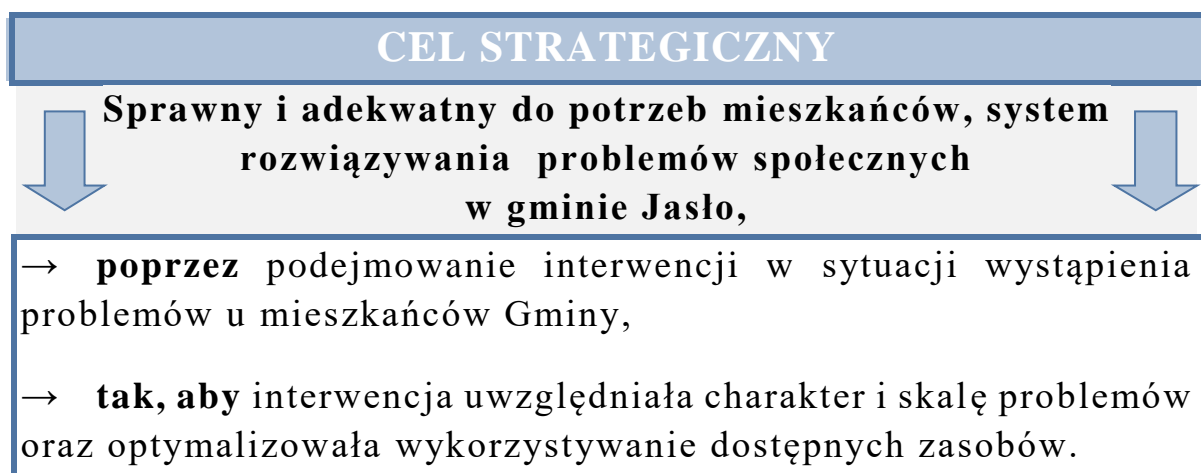 CEL STRATEGICZNY
Sprawny i adekwatny do potrzeb mieszkańców, system
rozwiązywania problemów społecznych
w gminie Jasło,
→ poprzez podejmowanie interwencji w sytuacji wystąpienia
problemów u mieszkańców Gminy,
→ tak, aby interwencja uwzględniała charakter i skalę problemów
oraz optymalizowała wykorzystywanie dostępnych zasobów.